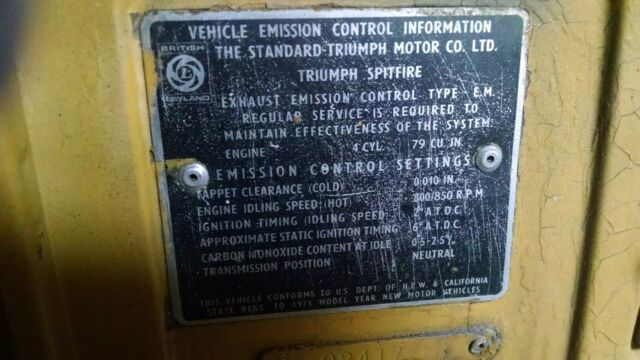 VEHICLE EMISSION CONTROL INFORMATION
THE STANDARD-TRIUMPH MOTOR CO. LTD.
BRITISH
L
LEYLAND
TRIUMPH SPITFIRE
EXHAUST EMISSION CONTROL TYPE - E.M.
REGULAR SERVICE IS REQUIRED TO
MAINTAIN EFFECTIVENESS OF THE SYSTEM
ENGINE 4 CYL. 79 CU. IN.
EMISSION CONTROL SETTINGS
TAPPET CLEARANCE (COLD) 0.010 IN.
ENGINE IDLING SPEED (HOT) 800/850 R.P.M.
IGNITION TIMING (IDLING SPEED 2° A.T.D.C.
APPROXIMATE STATIC IGNITION TIMING 6° A.T.D.C.
CARBON MONOXIDE CONTENT AT IDLE 0.5-2.5%
TRANSMISSION POSITION NEUTRAL
THIS VEHICLE CONFORMS TO U.S. DEPT. OF H.E.W. & CALIFORNIA
STATE REGS TO 1971 MODEL YEAR NEW MOTOR VEHICLES